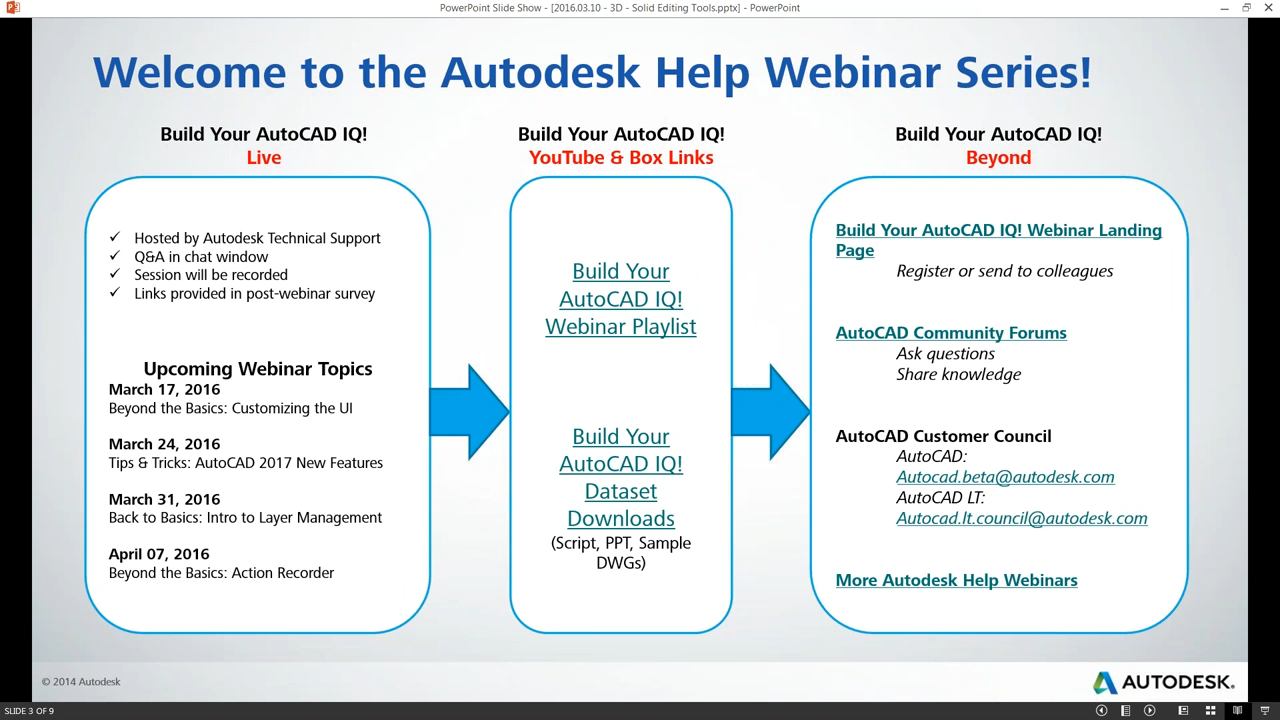 PowerPoint Slide Show - [2016.03.10 - 3D - Solid Editing Tools.pptx] - PowerPoint
Welcome to the Autodesk Help Webinar Series!
Build Your AutoCAD IQ!
Live
✓ Hosted by Autodesk Technical Support
✓ Q&A in chat window
✓ Session will be recorded
✓ Links provided in post-webinar survey
Upcoming Webinar Topics
March 17, 2016
Beyond the Basics: Customizing the UI
March 24, 2016
Tips & Tricks: AutoCAD 2017 New Features
March 31, 2016
Back to Basics: Intro to Layer Management
April 07, 2016
Beyond the Basics: Action Recorder
Build Your AutoCAD IQ!
YouTube & Box Links
Build Your
AutoCAD IQ!
Webinar Playlist
Build Your
AutoCAD IQ!
Dataset
Downloads
(Script, PPT, Sample
DWGs)
Build Your AutoCAD IQ!
Beyond
Build Your AutoCAD IQ! Webinar Landing
Page
Register or send to colleagues
AutoCAD Community Forums
Ask questions
Share knowledge
AutoCAD Customer Council
AutoCAD:
Autocad.beta@autodesk.com
AutoCAD LT:
Autocad.lt.council@autodesk.com
More Autodesk Help Webinars
© 2014 Autodesk
AUTODESK.
SLIDE 3 OF 9